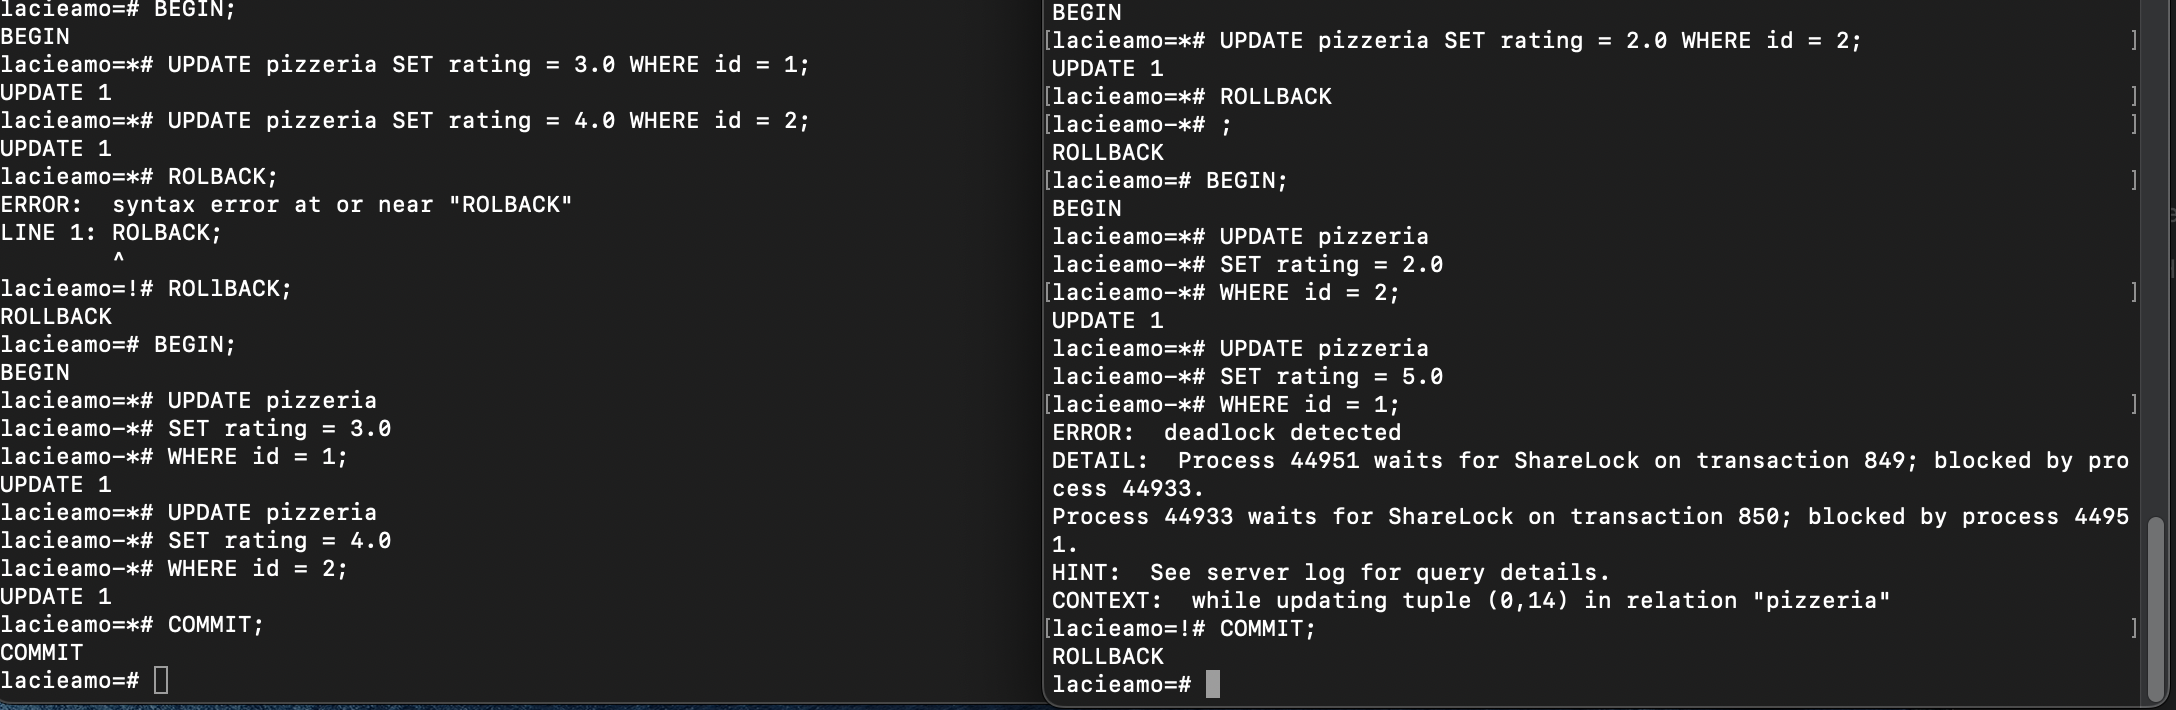 lacieamo=# BEGIN;
BEGIN
lacieamo=*# UPDATE pizzeria SET rating = 3.0 WHERE id = 1;
UPDATE 1
lacieamo=*# UPDATE pizzeria SET rating = 4.0 WHERE id = 2;
UPDATE 1
lacieamo=*# ROLBACK;
ERROR:  syntax error at or near "ROLBACK"
LINE 1: ROLBACK;
        ^
lacieamo=!# ROLlBACK;
ROLLBACK
lacieamo=# BEGIN;
BEGIN
lacieamo=*# UPDATE pizzeria
lacieamo-*# SET rating = 3.0
lacieamo-*# WHERE id = 1;
UPDATE 1
lacieamo=*# UPDATE pizzeria
lacieamo-*# SET rating = 4.0
lacieamo-*# WHERE id = 2;
UPDATE 1
lacieamo=*# COMMIT;
COMMIT
lacieamo=#
BEGIN
[lacieamo=*# UPDATE pizzeria SET rating = 2.0 WHERE id = 2; ]
UPDATE 1
[lacieamo=*# ROLLBACK ]
[lacieamo-*# ; ]
ROLLBACK
[lacieamo=# BEGIN; ]
BEGIN
lacieamo=*# UPDATE pizzeria
lacieamo-*# SET rating = 2.0
[lacieamo-*# WHERE id = 2; ]
UPDATE 1
lacieamo=*# UPDATE pizzeria
lacieamo-*# SET rating = 5.0
[lacieamo-*# WHERE id = 1; ]
ERROR:  deadlock detected
DETAIL:  Process 44951 waits for ShareLock on transaction 849; blocked by pro
cess 44933.
Process 44933 waits for ShareLock on transaction 850; blocked by process 4495
1.
HINT:  See server log for query details.
CONTEXT:  while updating tuple (0,14) in relation "pizzeria"
[lacieamo=!# COMMIT; ]
ROLLBACK
lacieamo=#